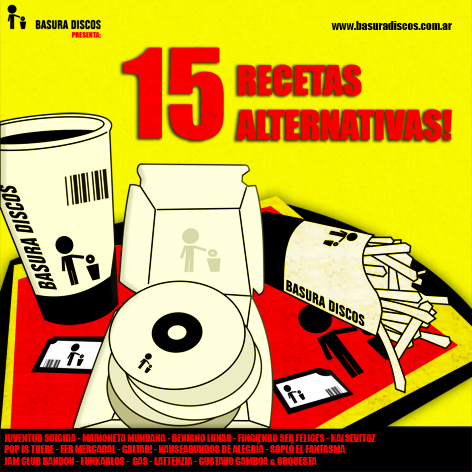 BASURA DISCOS
PRESENTA:
www.basuradiscos.com.ar
15 RECETAS
ALTERNATIVAS!
BASURA DISCOS
BASURA DISCOS
JUVENTUD SUICIDA - MARIONETA MUNDANA - BENIGNO LUNAR - FINGIENDO SER FELICES - KALSEVITOZ
POP IS THERE - FER MERCADAL - GRITAR! - NAUSEABUNDOS DE ALEGRIA - SOPLO EL FANTASMA
JAM CLUB RANDON - FUNKARLOS - GAS - LATTENZIA - GUSTAVO GAMBOA & ORQUESTA